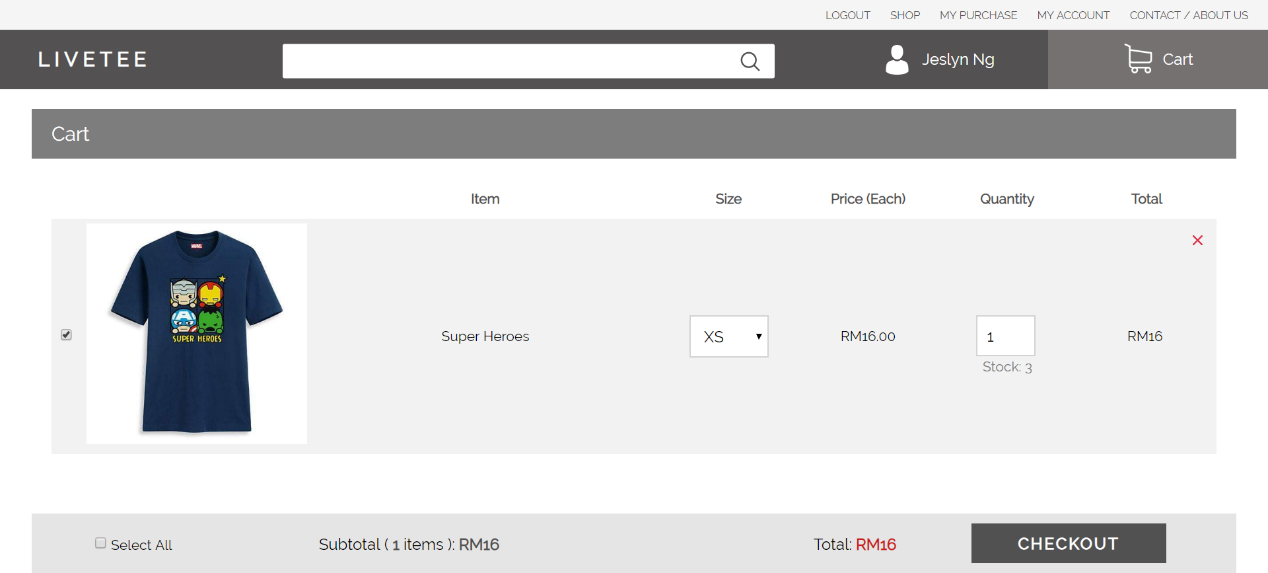 LOGOUT SHOP MY PURCHASE MY ACCOUNT CONTACT / ABOUT US
LIVETEE Jeslyn Ng Cart
Cart
Item Size Price (Each) Quantity Total
MARVEL
SUPER HEROES
Super Heroes XS RM16.00 1 RM16
Stock: 3
Select All Subtotal ( 1 items ): RM16 Total: RM16 CHECKOUT